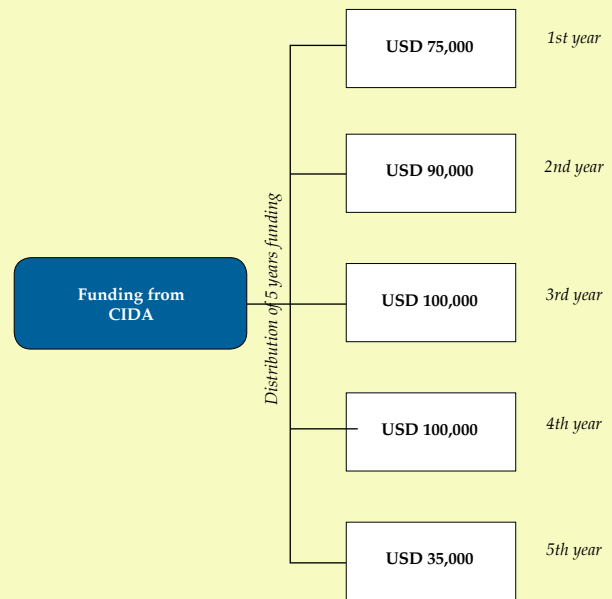 USD 75,000
1st year
USD 90,000
2nd year
Distribution of 5 years funding
Funding from
CIDA
USD 100,000
3rd year
USD 100,000
4th year
USD 35,000
5th year